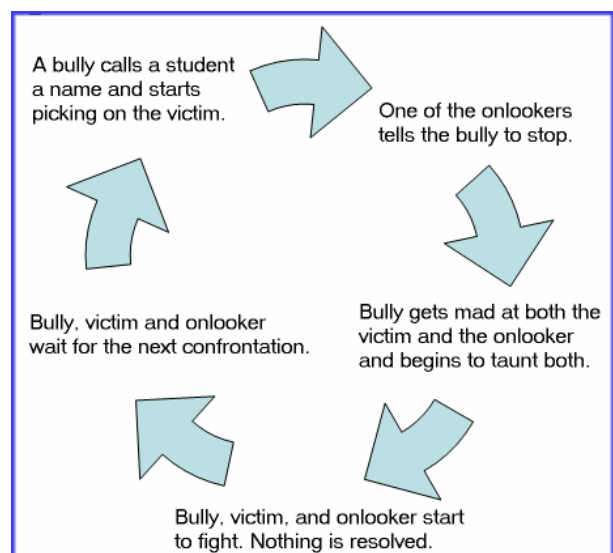 A bully calls a student
a name and starts
picking on the victim.
One of the onlookers
tells the bully to stop.
Bully gets mad at both the
victim and the onlooker
and begins to taunt both.
Bully, victim, and onlooker start
to fight. Nothing is resolved.
Bully, victim and onlooker
wait for the next confrontation.